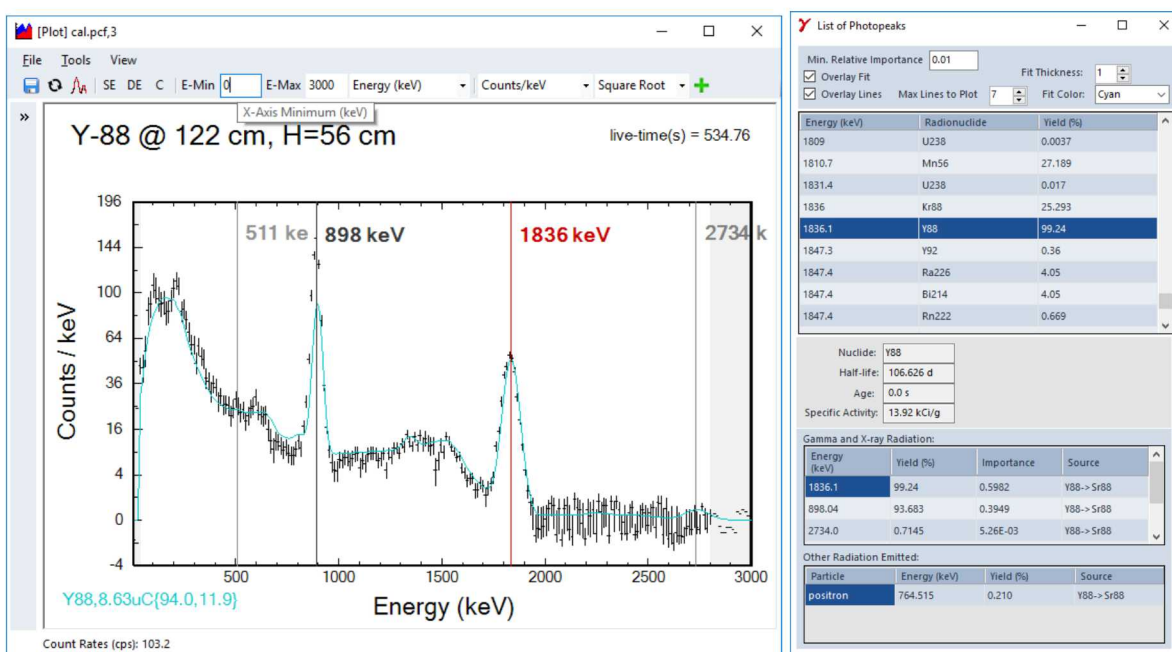 [Plot] cal.pcf,3
File Tools View
SE DE C E-Min 0 E-Max 3000 Energy (keV) Counts/keV Square Root
X-Axis Minimum (keV)
»
Y-88 @ 122 cm, H=56 cm
live-time(s) = 534.76
196
144
100
64
36
16
4
0
-4
Counts / keV
511 ke
898 keV
1836 keV
2734 k
500 1000 1500 2000 2500 3000
Energy (keV)
Y88,8.63uC{94.0,11.9}
Count Rates (cps): 103.2
List of Photopeaks
Min. Relative Importance 0.01
Overlay Fit Fit Thickness: 1
Overlay Lines Max Lines to Plot 7 Fit Color: Cyan
Energy (keV) Radionuclide Yield (%)
1809 U238 0.0037
1810.7 Mn56 27.189
1831.4 U238 0.017
1836 Kr88 25.293
1836.1 Y88 99.24
1847.3 Y92 0.36
1847.4 Ra226 4.05
1847.4 Bi214 4.05
1847.4 Rn222 0.669
Nuclide: Y88
Half-life: 106.626 d
Age: 0.0 s
Specific Activity: 13.92 kCi/g
Gamma and X-ray Radiation:
Energy (keV) Yield (%) Importance Source
1836.1 99.24 0.5982 Y88-> Sr88
898.04 93.683 0.3949 Y88-> Sr88
2734.0 0.7145 5.26E-03 Y88-> Sr88
Other Radiation Emitted:
Particle Energy (keV) Yield (%) Source
positron 764.515 0.210 Y88-> Sr88